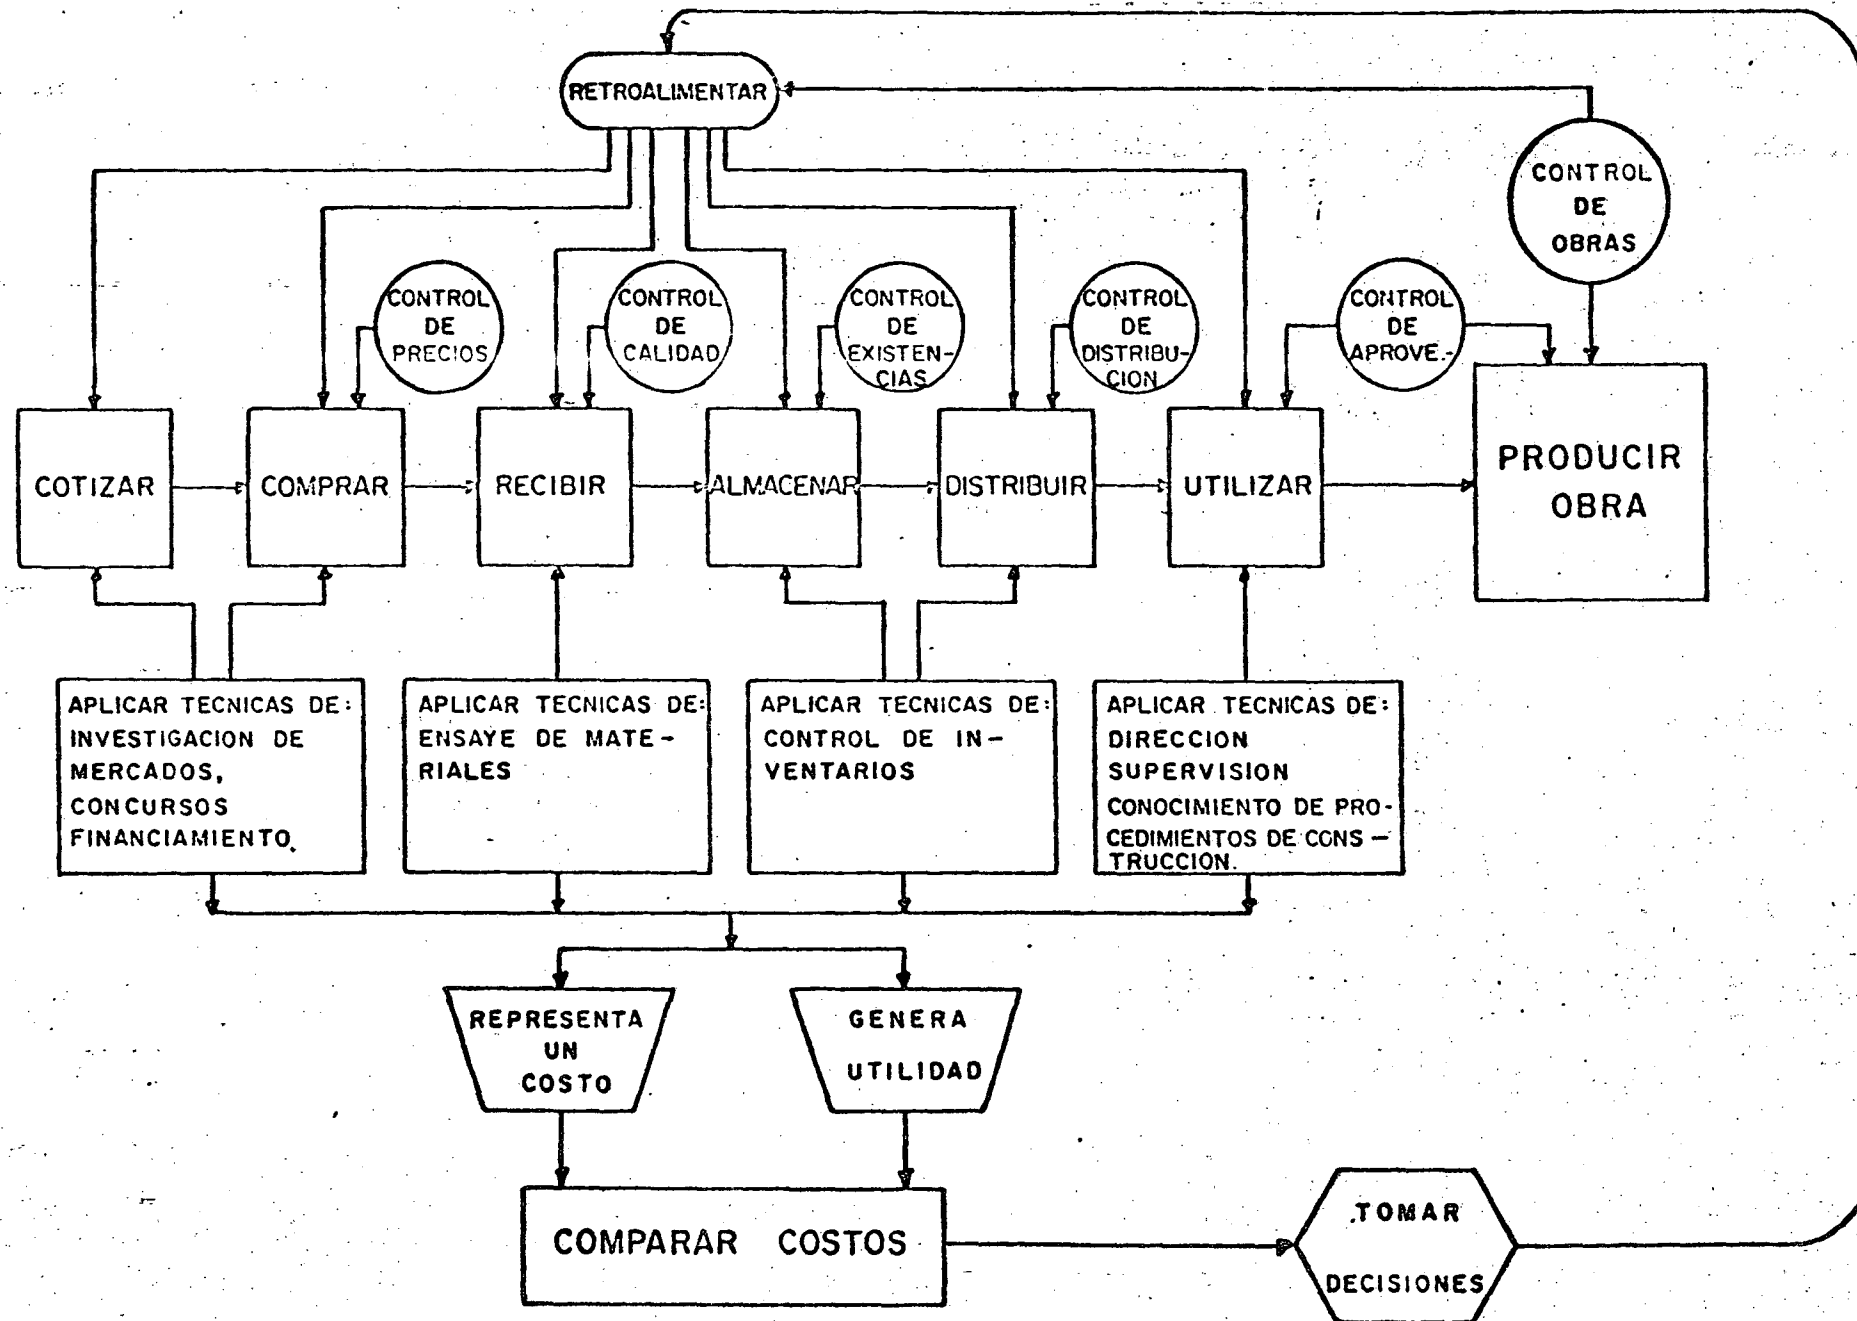 RETROALIMENTAR
CONTROL
DE
OBRAS
CONTROL
DE
PRECIOS
CONTROL
DE
CALIDAD
CONTROL
DE
EXISTEN-
CIAS
CONTROL
DE
DISTRIBU-
CION
CONTROL
DE
APROVE.-
COTIZAR
COMPRAR
RECIBIR
ALMACENAR
DISTRIBUIR
UTILIZAR
PRODUCIR
OBRA
APLICAR TECNICAS DE:
INVESTIGACION DE
MERCADOS,
CONCURSOS
FINANCIAMIENTO.
APLICAR TECNICAS DE:
ENSAYE DE MATE-
RIALES
APLICAR TECNICAS DE:
CONTROL DE IN-
VENTARIOS
APLICAR TECNICAS DE:
DIRECCION
SUPERVISION
CONOCIMIENTO DE PRO-
CEDIMIENTOS DE CONS-
TRUCCION.
REPRESENTA
UN
COSTO
GENERA
UTILIDAD
COMPARAR COSTOS
TOMAR
DECISIONES